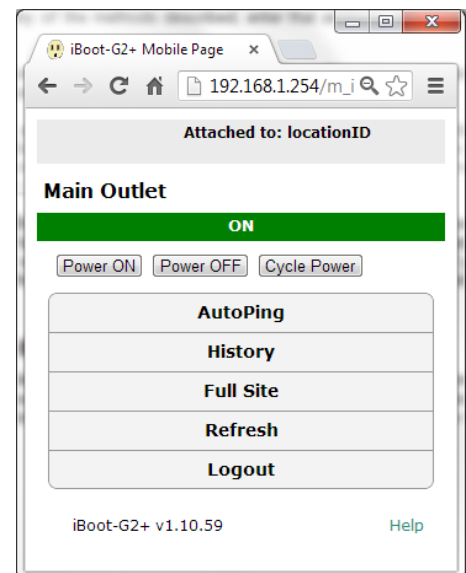 iBoot-G2+ Mobile Page
192.168.1.254/m_i
Attached to: locationID
Main Outlet
ON
Power ON Power OFF Cycle Power
AutoPing
History
Full Site
Refresh
Logout
iBoot-G2+ v1.10.59 Help